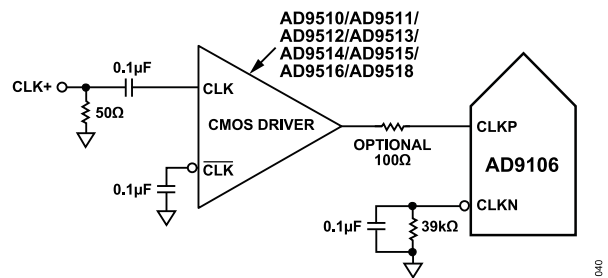 AD9510/AD9511/
AD9512/AD9513/
AD9514/AD9515/
AD9516/AD9518
0.1µF
CLK+
CLK
50Ω
CMOS DRIVER
CLKP
OPTIONAL
100Ω
AD9106
CLK
0.1µF
CLKN
0.1µF
39kΩ
040